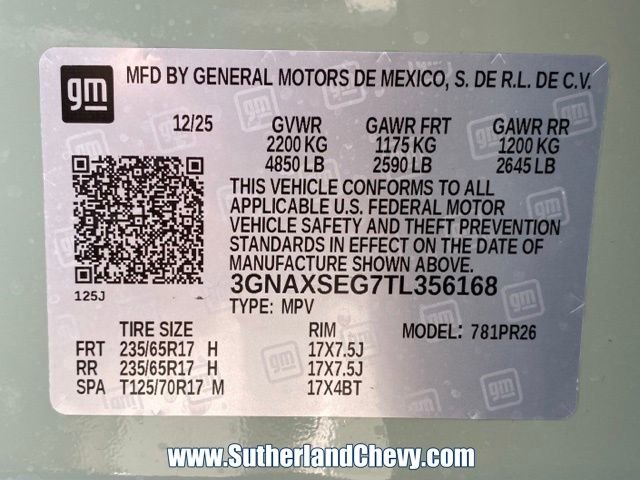 gm MFD BY GENERAL MOTORS DE MEXICO, S. DE R.L. DE C.V.
12/25 GVWR GAWR FRT GAWR RR
2200 KG 1175 KG 1200 KG
4850 LB 2590 LB 2645 LB
THIS VEHICLE CONFORMS TO ALL
APPLICABLE U.S. FEDERAL MOTOR
VEHICLE SAFETY AND THEFT PREVENTION
STANDARDS IN EFFECT ON THE DATE OF
MANUFACTURE SHOWN ABOVE.
3GNAXSEG7TL356168
125J
TYPE: MPV
TIRE SIZE RIM MODEL: 781PR26
FRT 235/65R17 H 17X7.5J
RR 235/65R17 H 17X7.5J
SPA T125/70R17 M 17X4BT
www.SutherlandChevy.com